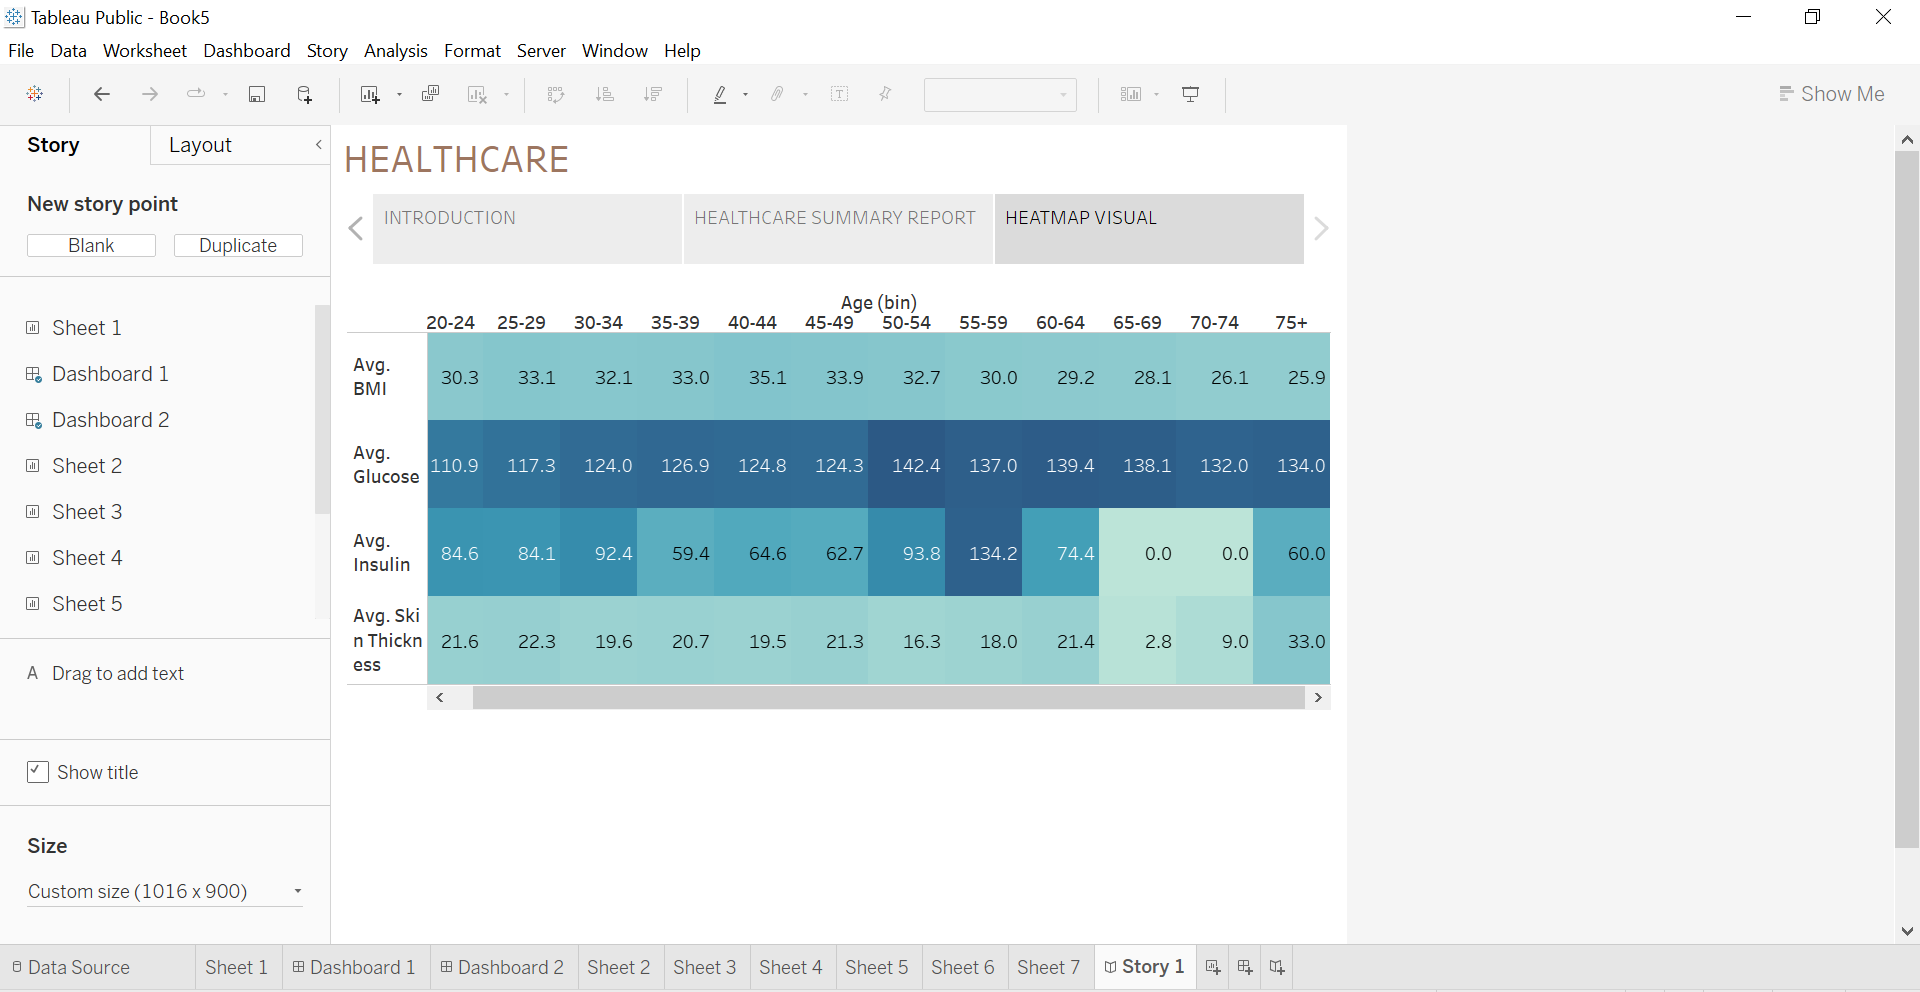 Tableau Public - Book5
File Data Worksheet Dashboard Story Analysis Format Server Window Help
Show Me
Story Layout
New story point
Blank Duplicate
Sheet 1
Dashboard 1
Dashboard 2
Sheet 2
Sheet 3
Sheet 4
Sheet 5
A Drag to add text
Show title
Size
Custom size (1016 x 900)
HEALTHCARE
INTRODUCTION HEALTHCARE SUMMARY REPORT HEATMAP VISUAL
Age (bin)
20-24 25-29 30-34 35-39 40-44 45-49 50-54 55-59 60-64 65-69 70-74 75+
Avg.
BMI
30.3 33.1 32.1 33.0 35.1 33.9 32.7 30.0 29.2 28.1 26.1 25.9
Avg.
Glucose
110.9 117.3 124.0 126.9 124.8 124.3 142.4 137.0 139.4 138.1 132.0 134.0
Avg.
Insulin
84.6 84.1 92.4 59.4 64.6 62.7 93.8 134.2 74.4 0.0 0.0 60.0
Avg. Ski
n Thickn
ess
21.6 22.3 19.6 20.7 19.5 21.3 16.3 18.0 21.4 2.8 9.0 33.0
Data Source Sheet 1 Dashboard 1 Dashboard 2 Sheet 2 Sheet 3 Sheet 4 Sheet 5 Sheet 6 Sheet 7 Story 1